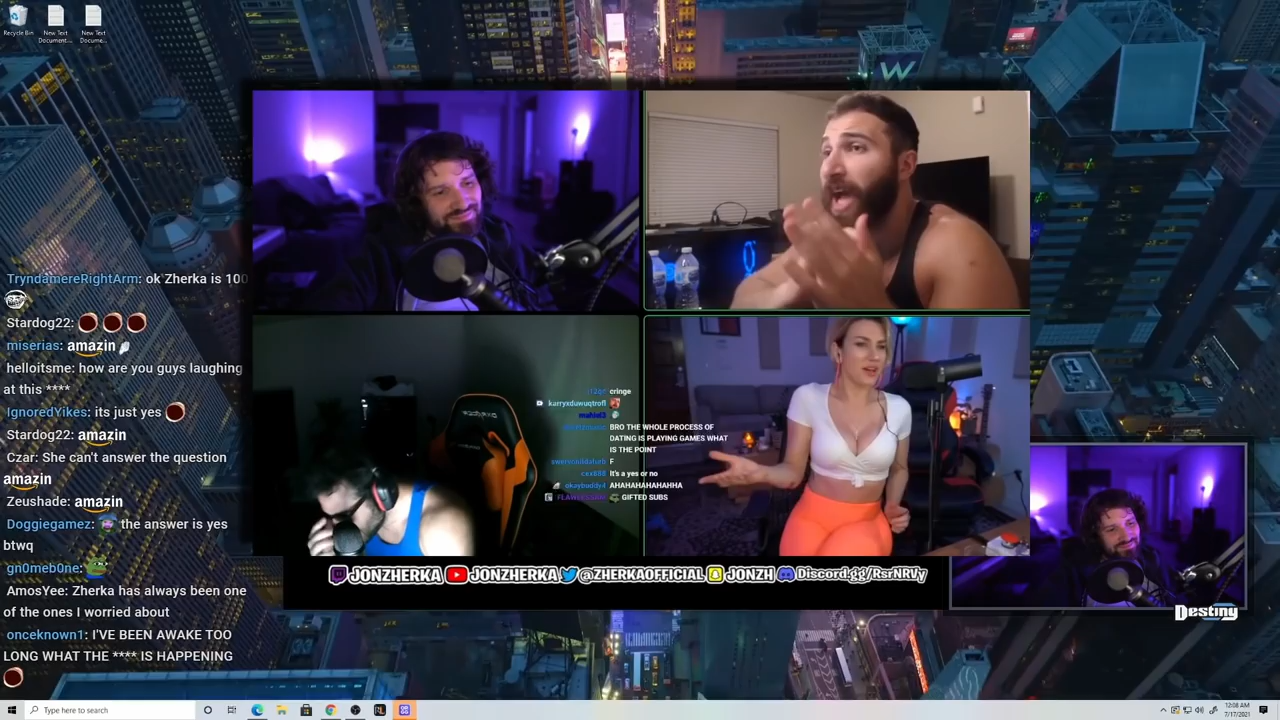 Recycle Bin
New Text
Document...
New Text
Docume...
W
TryndamereRightArm: ok Zherka is 100
Stardog22:
miserias: amazin
helloitsme: how are you guys laughing
at this ****
IgnoredYikes: its just yes
Stardog22: amazin
Czar: She can't answer the question
amazin
Zeushade: amazin
Doggiegamez: the answer is yes
btwq
gn0meb0ne:
AmosYee: Zherka has always been one
of the ones I worried about
onceknown1: I'VE BEEN AWAKE TOO
LONG WHAT THE **** IS HAPPENING
cringe
karryxduwuqtrofl
BRO THE WHOLE PROCESS OF
DATING IS PLAYING GAMES WHAT
IS THE POINT
F
It's a yes or no
okaybuddy4 AHAHAHAHAHAHHA
GIFTED SUBS
JONZHERKA JONZHERKA @ZHERKAOFFICIAL JONZH Discord.gg/RsrNRVy
Destiny
Type here to search
12:08 AM
7/17/2021